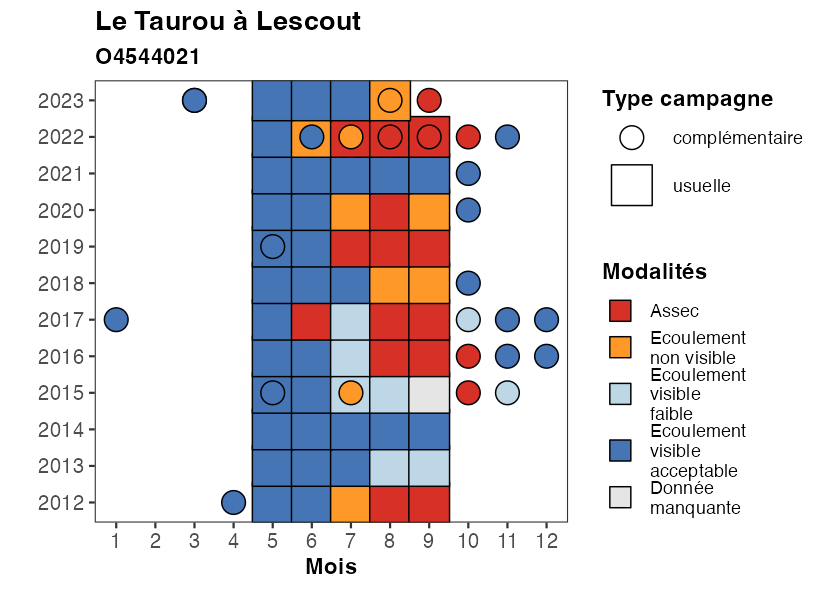 Le Taurou à Lescout
O4544021
2023
2022
2021
2020
2019
2018
2017
2016
2015
2014
2013
2012
1 2 3 4 5 6 7 8 9 10 11 12
Mois
Type campagne
complémentaire
usuelle
Modalités
Assec
Ecoulement
non visible
Ecoulement
visible
faible
Ecoulement
visible
acceptable
Donnée
manquante